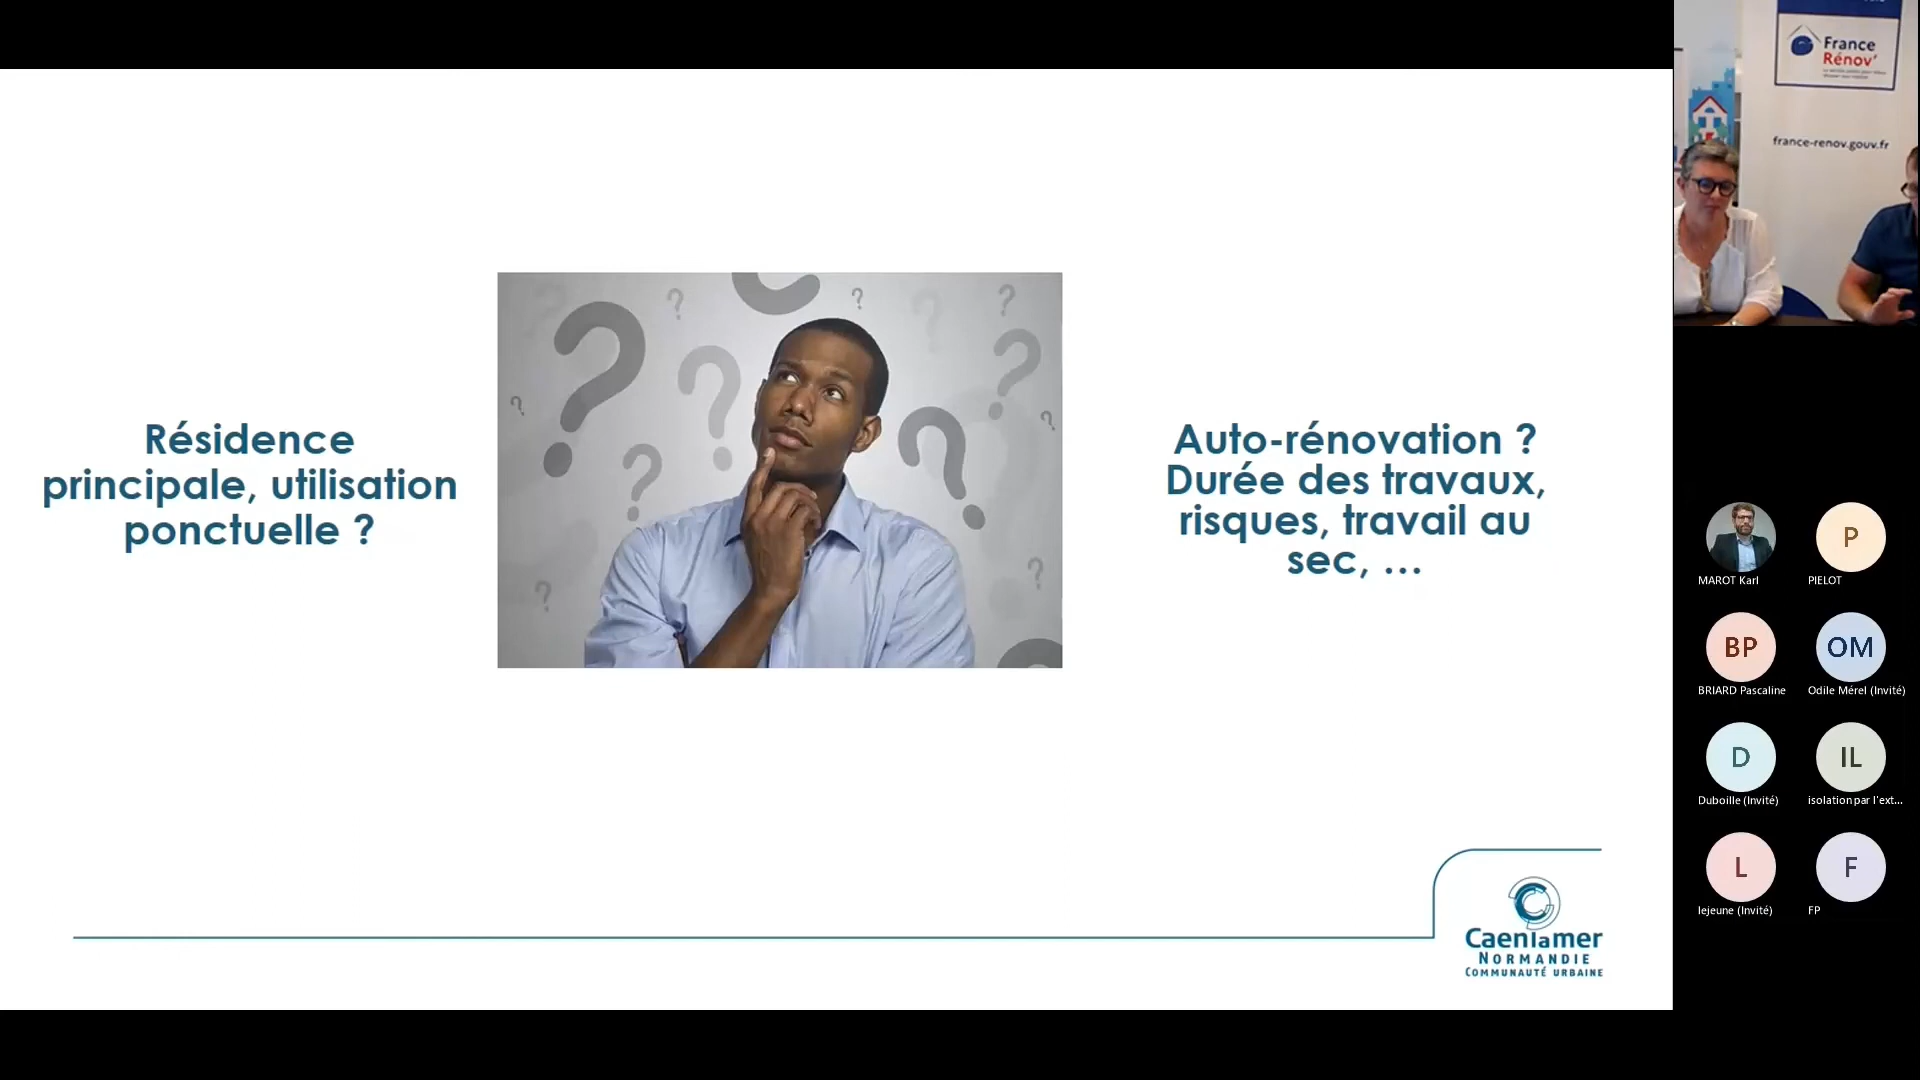 Résidence
principale, utilisation
ponctuelle ?
Auto-rénovation ?
Durée des travaux,
risques, travail au
sec, ...
Caenlamer
NORMANDIE
COMMUNAUTÉ URBAINE
France
Rénov'
france-renov.gouv.fr
MAROT Karl
P
PIELOT
BP
BRIARD Pascaline
OM
Odile Mérel (Invité)
D
Duboille (Invité)
IL
isolation par l'ext...
L
lejeune (Invité)
F
FP